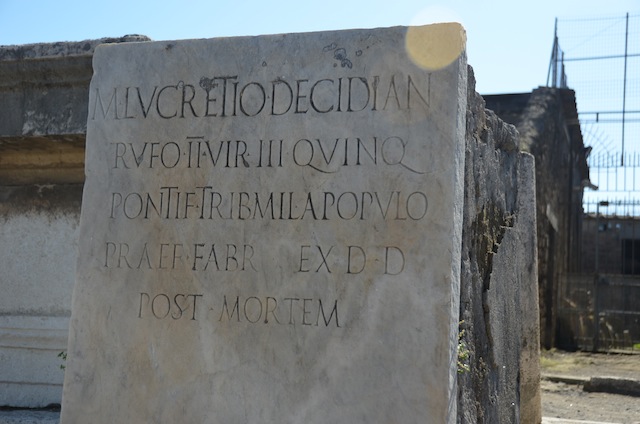 M LVCRETIO DECIDIAN
RVFO·II·VIR·III QVINQ
PONTIF·TRIB MIL A POPVLO
PRAEF·FABR EX·D·D
POST·MORTEM